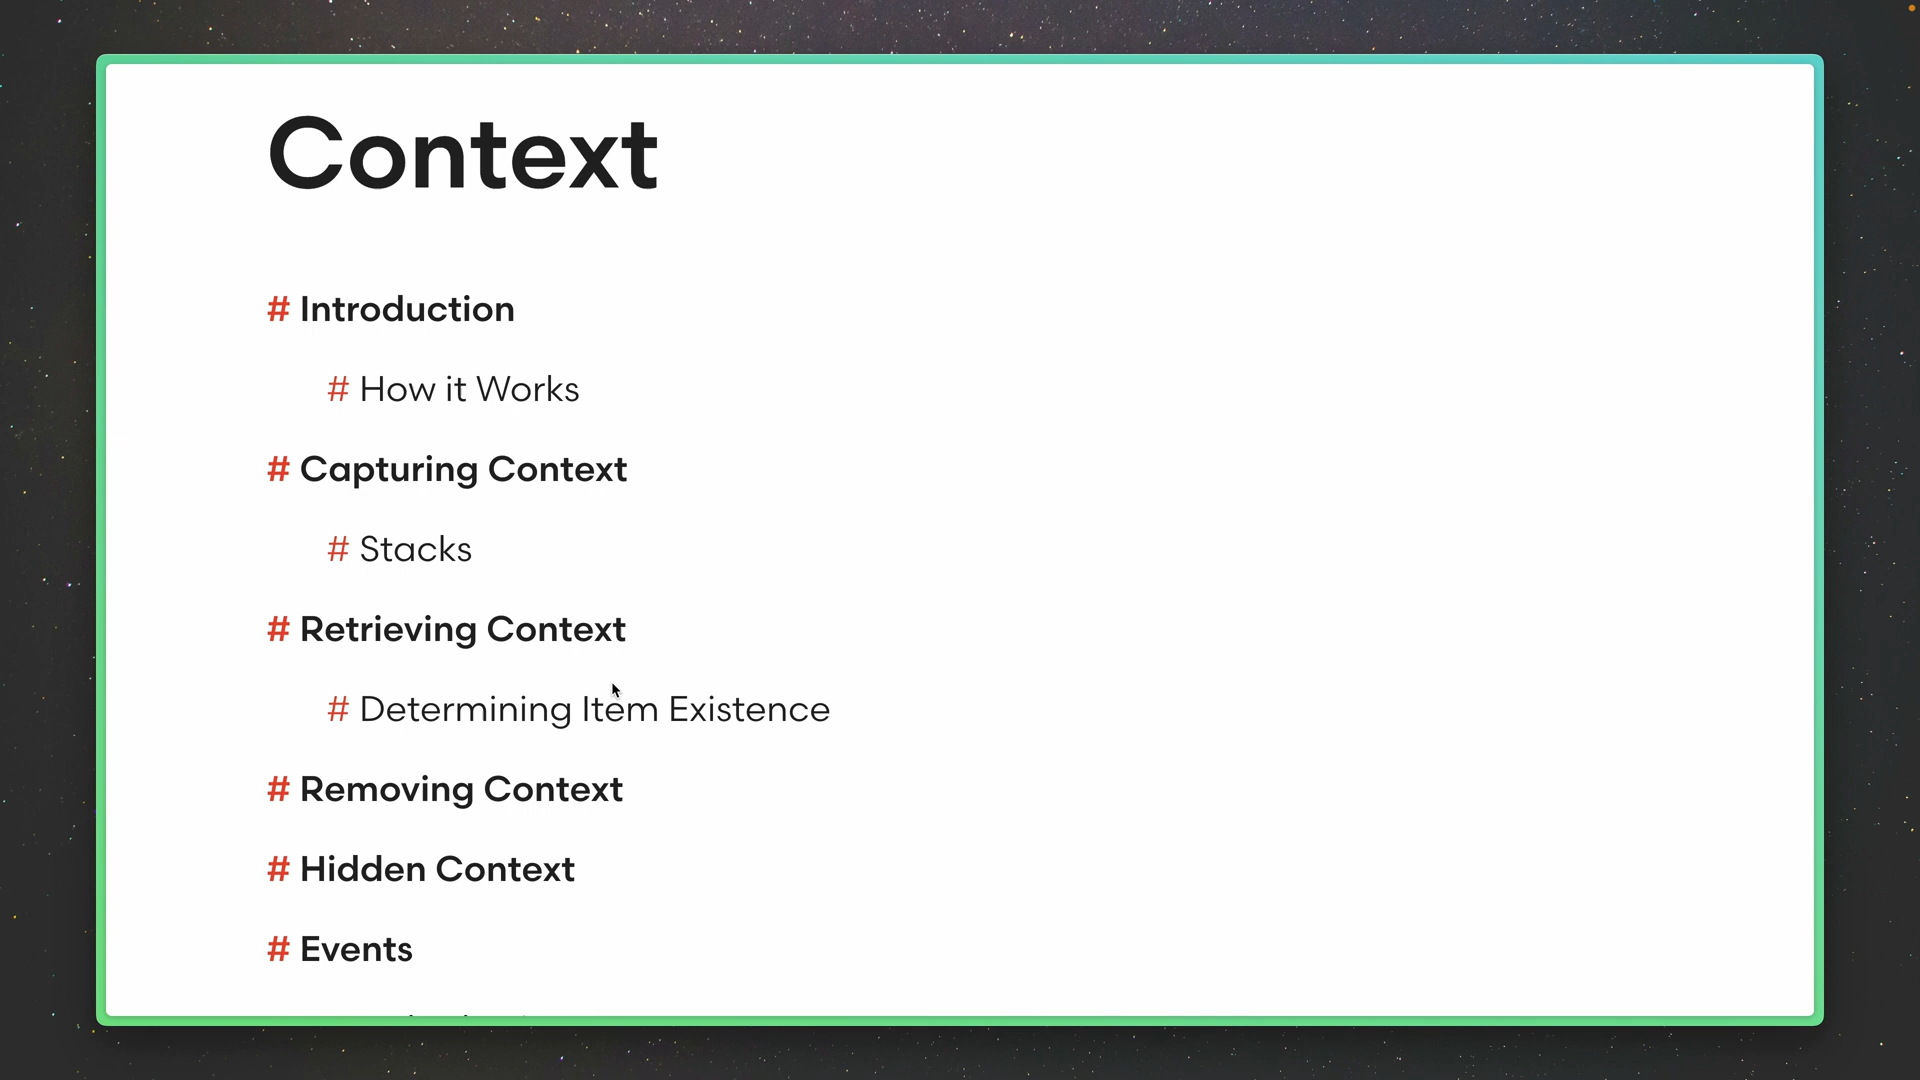 Context
# Introduction
# How it Works
# Capturing Context
# Stacks
# Retrieving Context
# Determining Item Existence
# Removing Context
# Hidden Context
# Events